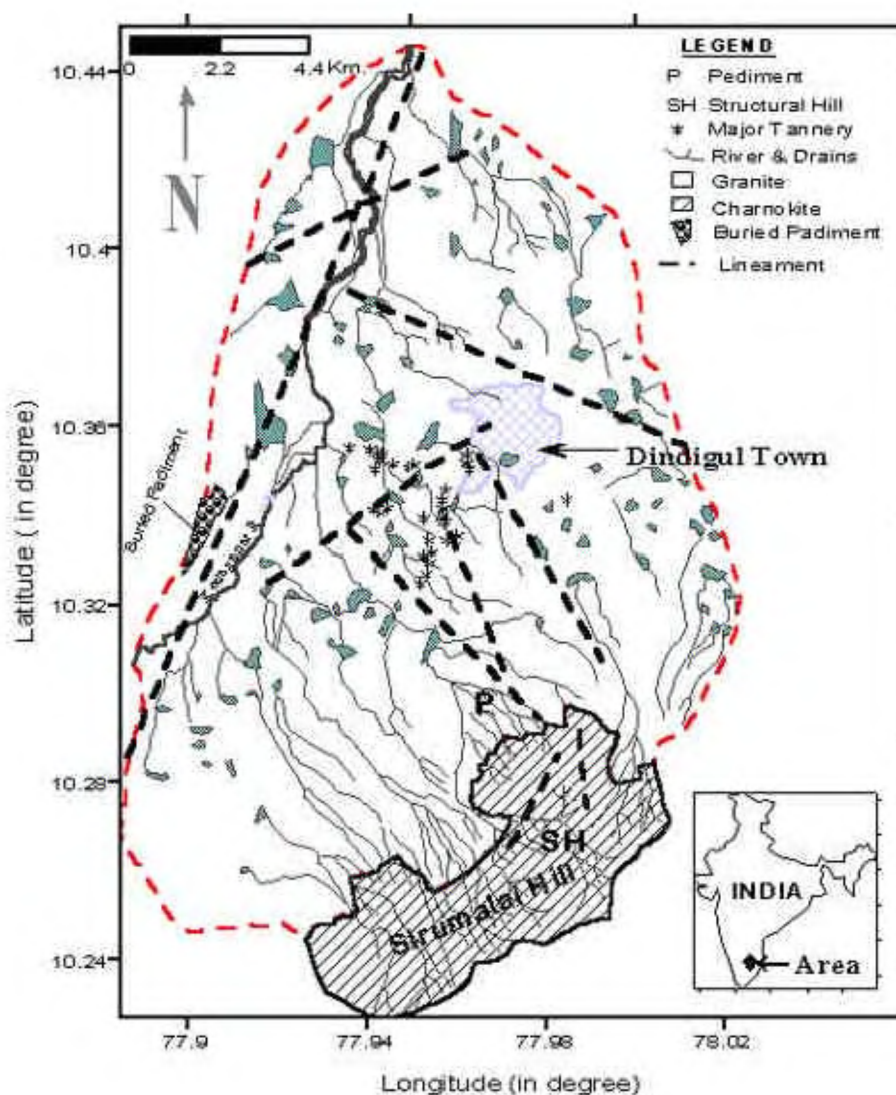 0 2.2 4.4 Km.
N
LEGEND
P Pediment
SH Structural Hill
Major Tannery
River & Drains
Granite
Charnokite
Buried Padiment
Lineament
10.44
10.4
10.36
10.32
10.28
10.24
Latitude ( in degree)
Dindigul Town
Buried Padiment
P
SH
Sirumalai Hill
INDIA
Area
77.9 77.94 77.98 78.02
Longitude (in degree)